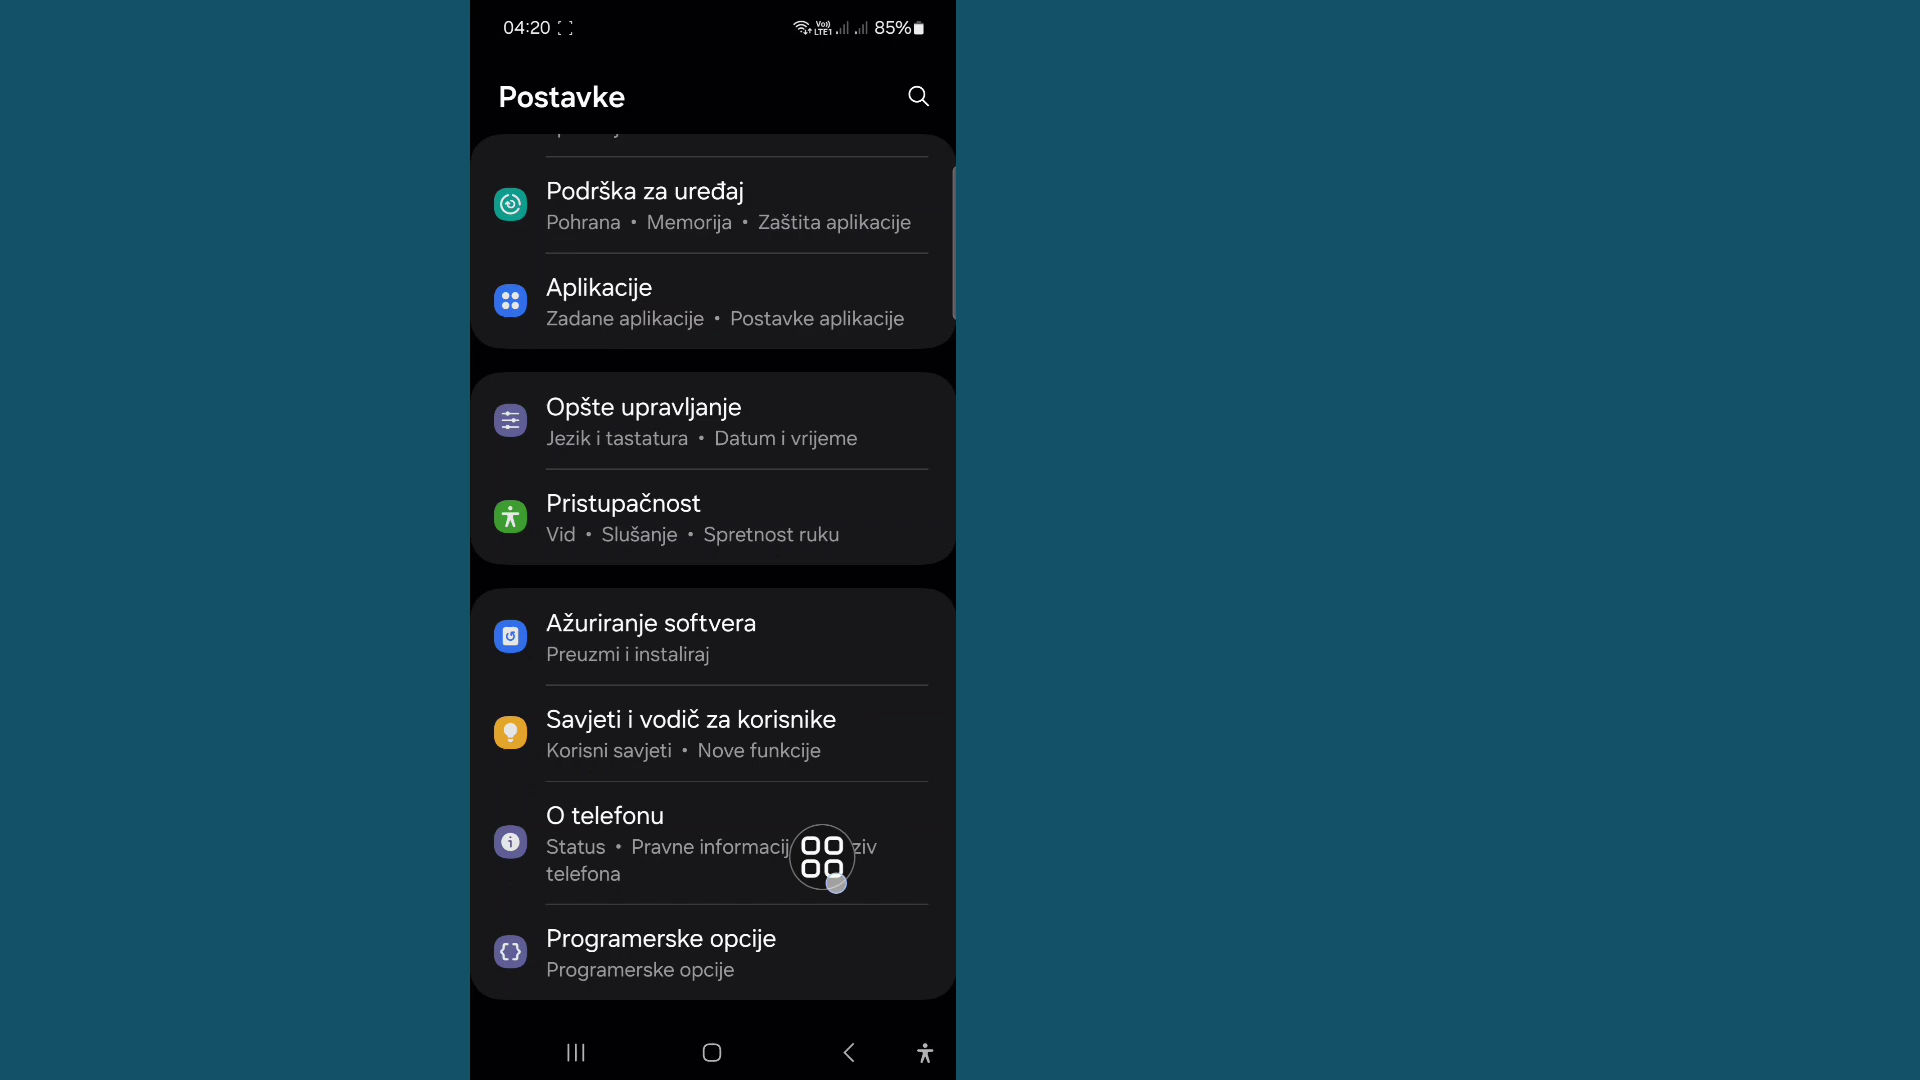 04:20 85%
Postavke
Podrška za uređaj
Pohrana • Memorija • Zaštita aplikacije
Aplikacije
Zadane aplikacije • Postavke aplikacije
Opšte upravljanje
Jezik i tastatura • Datum i vrijeme
Pristupačnost
Vid • Slušanje • Spretnost ruku
Ažuriranje softvera
Preuzmi i instaliraj
Savjeti i vodič za korisnike
Korisni savjeti • Nove funkcije
O telefonu
Status • Pravne
telefona
Programerske opcije
Programerske opcije